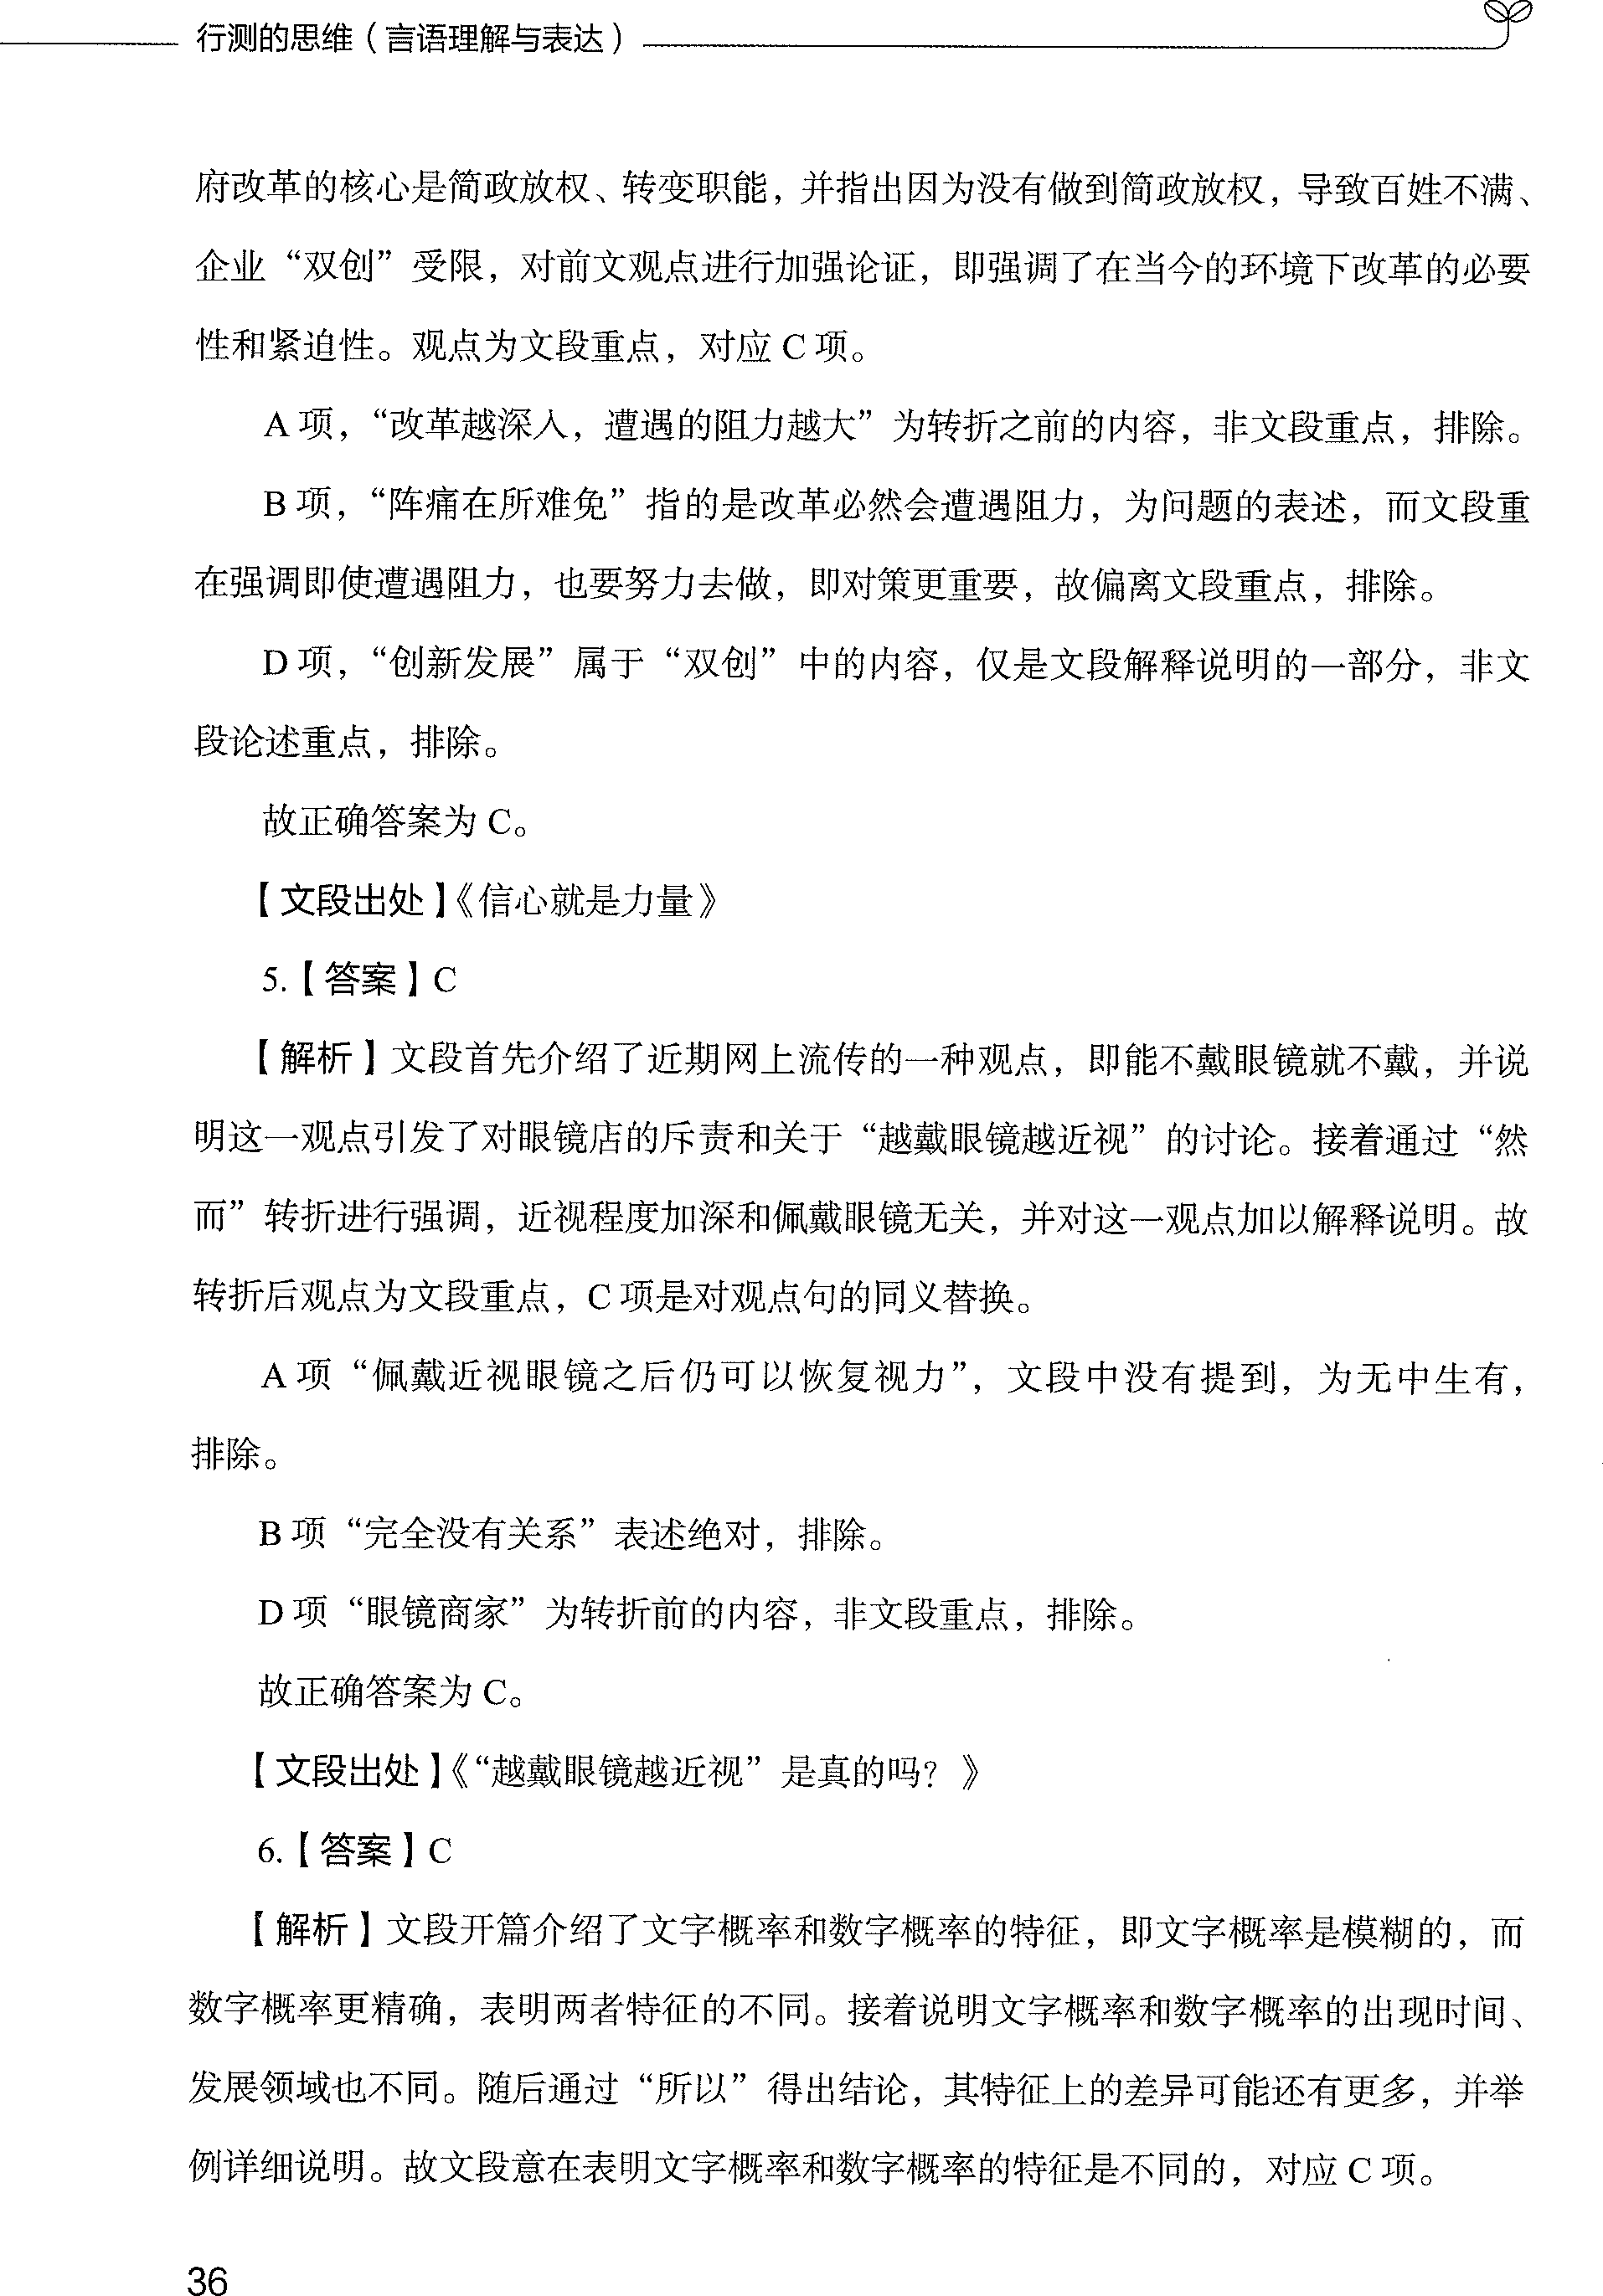 行测的思维（言语理解与表达）
府改革的核心是简政放权、转变职能，并指出因为没有做到简政放权，导致百姓不满、
企业“双创”受限，对前文观点进行加强论证，即强调了在当今的环境下改革的必要
性和紧迫性。观点为文段重点，对应 C 项。
A 项，“改革越深入，遭遇的阻力越大”为转折之前的内容，非文段重点，排除。
B 项，“阵痛在所难免”指的是改革必然会遭遇阻力，为问题的表述，而文段重
在强调即使遭遇阻力，也要努力去做，即对策更重要，故偏离文段重点，排除。
D 项，“创新发展”属于“双创”中的内容，仅是文段解释说明的一部分，非文
段论述重点，排除。
故正确答案为 C。
【文段出处】《信心就是力量》
5.【答案】C
【解析】文段首先介绍了近期网上流传的一种观点，即能不戴眼镜就不戴，并说
明这一观点引发了对眼镜店的斥责和关于“越戴眼镜越近视”的讨论。接着通过“然
而”转折进行强调，近视程度加深和佩戴眼镜无关，并对这一观点加以解释说明。故
转折后观点为文段重点，C 项是对观点句的同义替换。
A 项“佩戴近视眼镜之后仍可以恢复视力”，文段中没有提到，为无中生有，
排除。
B 项“完全没有关系”表述绝对，排除。
D 项“眼镜商家”为转折前的内容，非文段重点，排除。
故正确答案为 C。
【文段出处】《“越戴眼镜越近视”是真的吗？》
6.【答案】C
【解析】文段开篇介绍了文字概率和数字概率的特征，即文字概率是模糊的，而
数字概率更精确，表明两者特征的不同。接着说明文字概率和数字概率的出现时间、
发展领域也不同。随后通过“所以”得出结论，其特征上的差异可能还有更多，并举
例详细说明。故文段意在表明文字概率和数字概率的特征是不同的，对应 C 项。
36